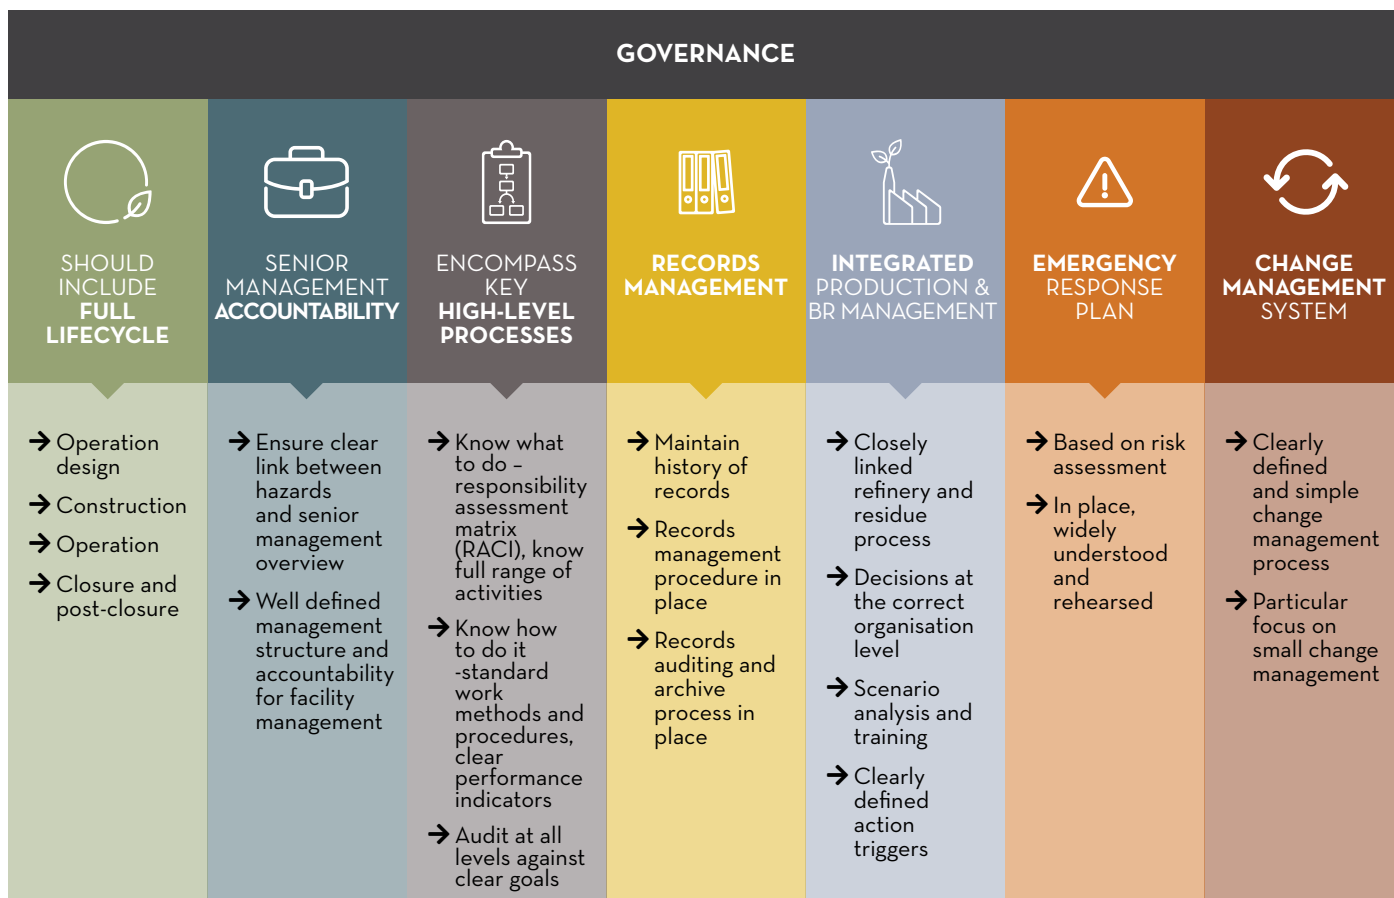 GOVERNANCE
SHOULD
INCLUDE
FULL
LIFECYCLE
Operation
design
Construction
Operation
Closure and
post-closure
SENIOR
MANAGEMENT
ACCOUNTABILITY
Ensure clear
link between
hazards
and senior
management
overview
Well defined
management
structure and
accountability
for facility
management
ENCOMPASS
KEY
HIGH-LEVEL
PROCESSES
Know what
to do –
responsibility
assessment
matrix
(RACI), know
full range of
activities
Know how
to do it
-standard
work
methods and
procedures,
clear
performance
indicators
Audit at all
levels against
clear goals
RECORDS
MANAGEMENT
Maintain
history of
records
Records
management
procedure in
place
Records
auditing and
archive
process in
place
INTEGRATED
PRODUCTION &
BR MANAGEMENT
Closely
linked
refinery and
residue
process
Decisions at
the correct
organisation
level
Scenario
analysis and
training
Clearly
defined
action
triggers
EMERGENCY
RESPONSE
PLAN
Based on risk
assessment
In place,
widely
understood
and
rehearsed
CHANGE
MANAGEMENT
SYSTEM
Clearly
defined
and simple
change
management
process
Particular
focus on
small change
management